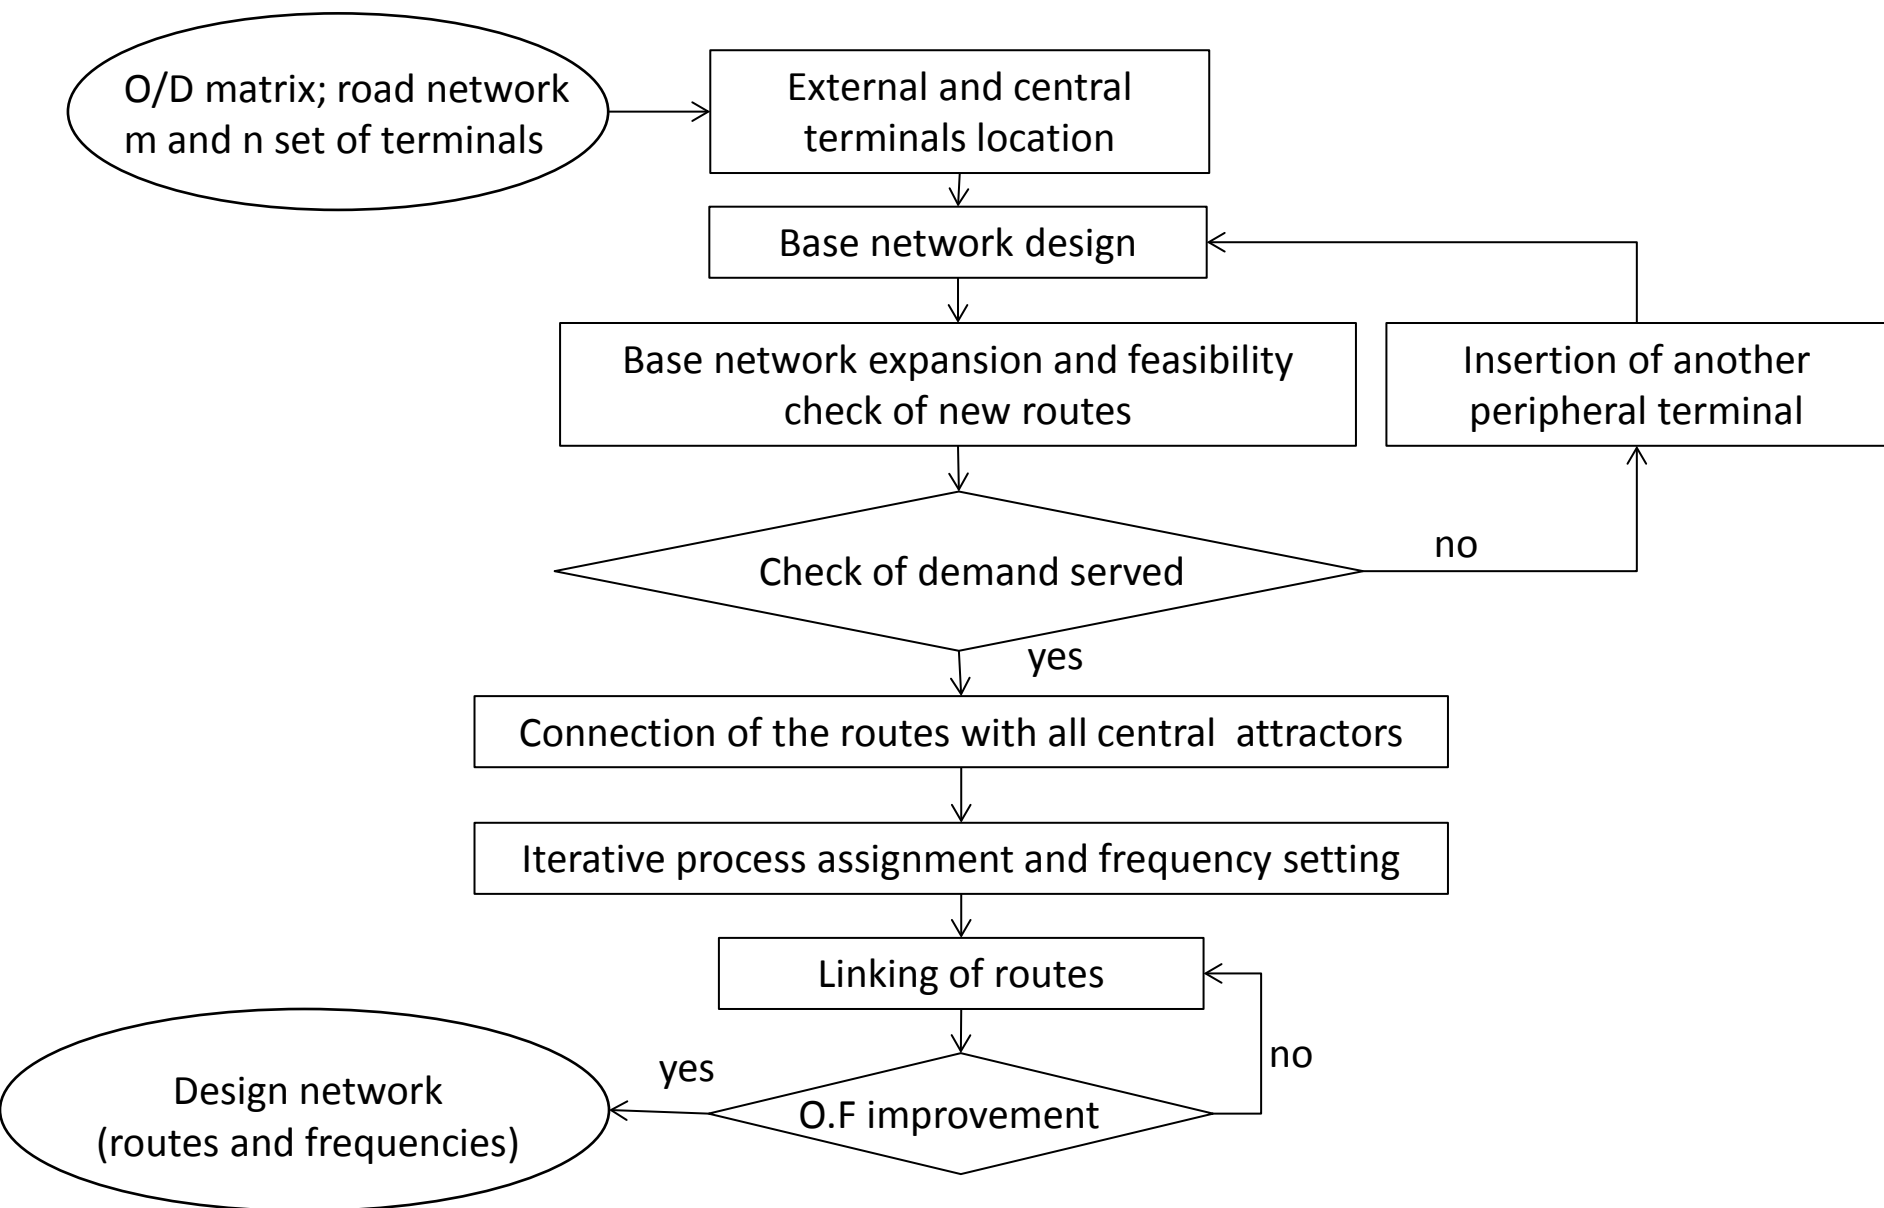 O/D matrix; road network
m and n set of terminals
External and central
terminals location
Base network design
Base network expansion and feasibility
check of new routes
Insertion of another
peripheral terminal
Check of demand served
no
yes
Connection of the routes with all central  attractors
Iterative process assignment and frequency setting
Linking of routes
no
yes
O.F improvement
Design network
(routes and frequencies)